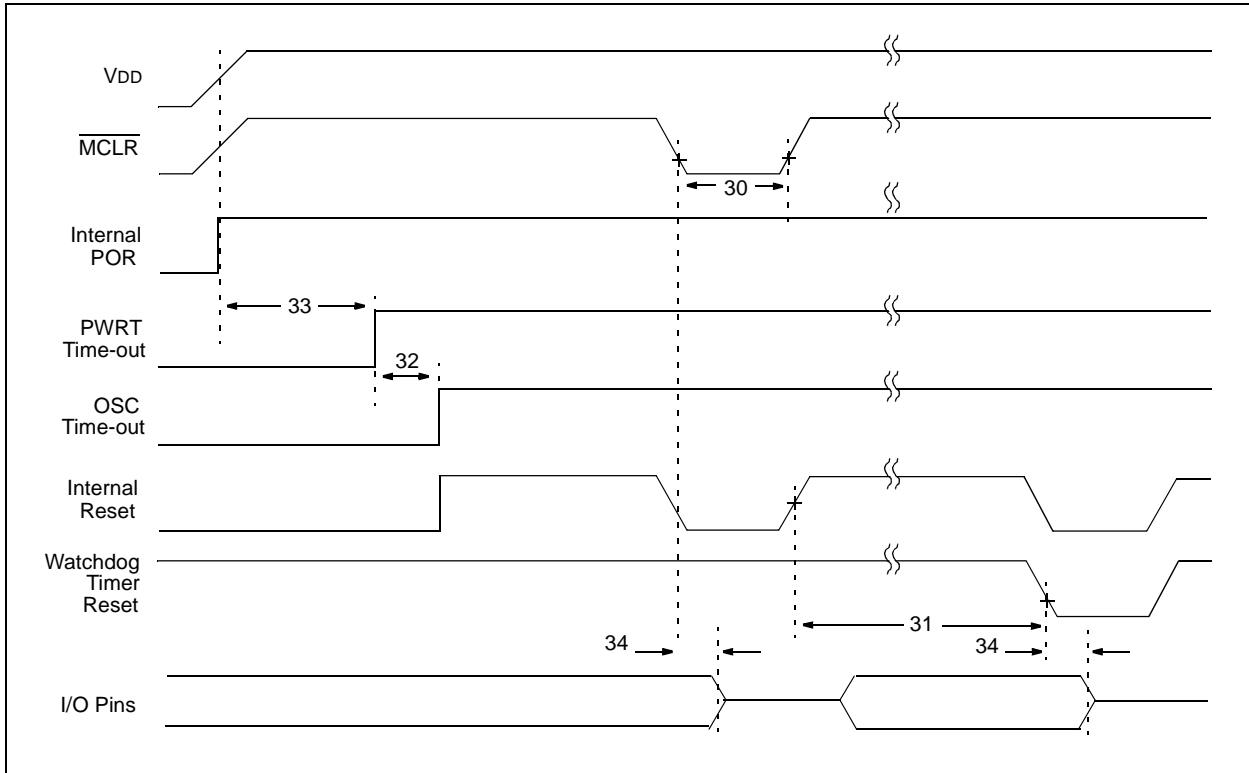 VDD
MCLR
30
Internal
POR
33
PWRT
Time-out
32
OSC
Time-out
Internal
Reset
Watchdog
Timer
Reset
31
34
34
I/O Pins